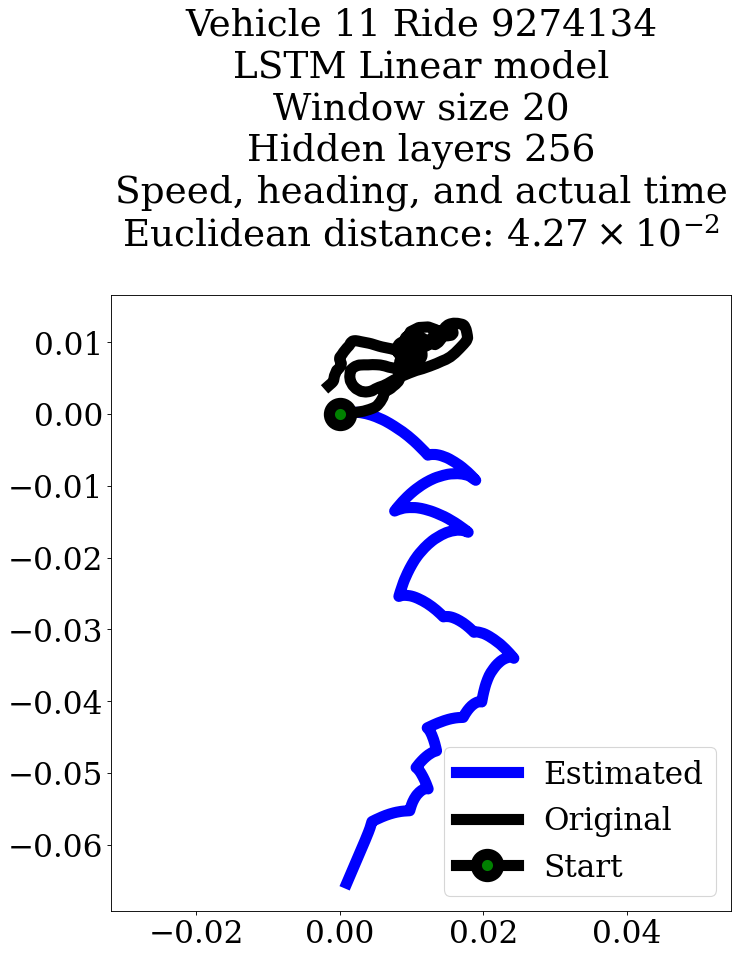 Vehicle 11 Ride 9274134
LSTM Linear model
Window size 20
Hidden layers 256
Speed, heading, and actual time
Euclidean distance: 4.27 × 10⁻²
0.01
0.00
−0.01
−0.01
−0.02
−0.03
−0.04
−0.05
−0.06
Estimated
Original
Start
−0.02
0.00
0.02
0.04